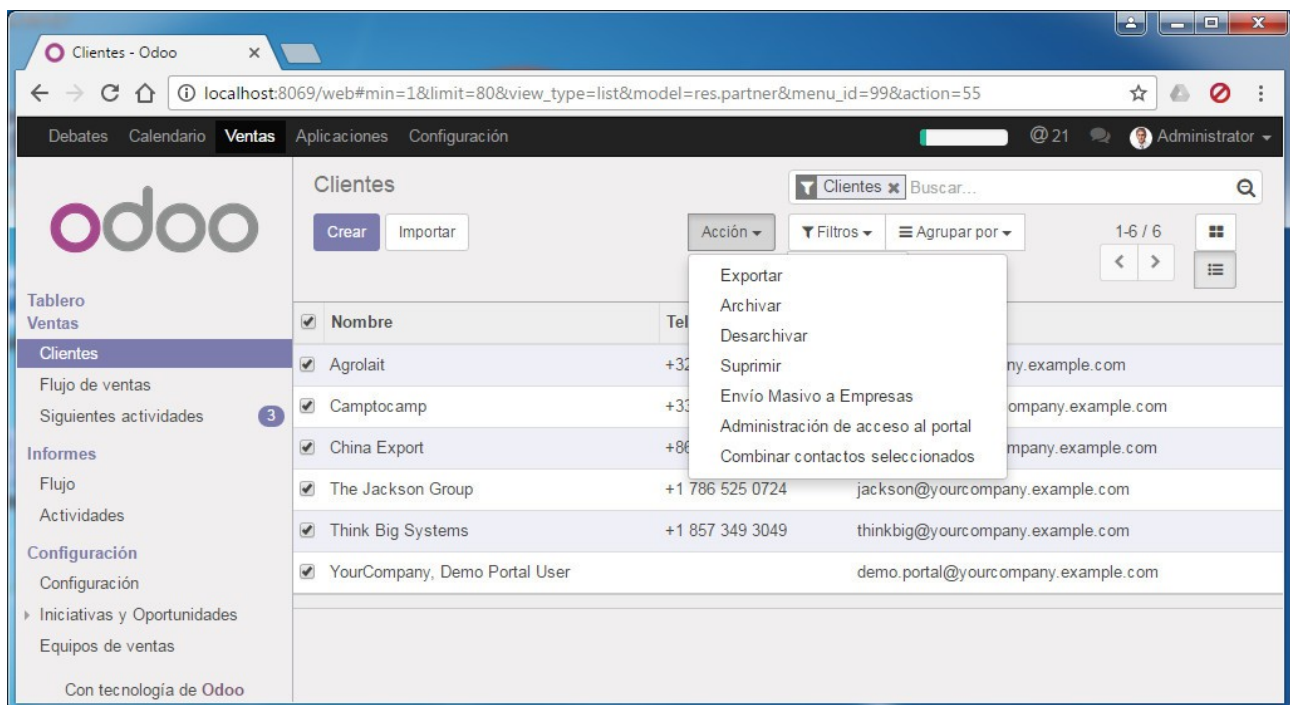 Clientes - Odoo
localhost:8069/web#min=1&limit=80&view_type=list&model=res.partner&menu_id=99&action=55
Debates Calendario Ventas Aplicaciones Configuración @ 21 Administrator
odoo
Clientes
Clientes Buscar...
Crear Importar Acción Filtros Agrupar por 1-6 / 6
Exportar
Archivar
Desarchivar
Suprimir
Envío Masivo a Empresas
Administración de acceso al portal
Combinar contactos seleccionados
Tablero
Ventas
Clientes
Flujo de ventas
Siguientes actividades 3
Informes
Flujo
Actividades
Configuración
Configuración
Iniciativas y Oportunidades
Equipos de ventas
Con tecnología de Odoo
Nombre Tel
Agrolait +32 ny.example.com
Camptocamp +33 ompany.example.com
China Export +86 mpany.example.com
The Jackson Group +1 786 525 0724 jackson@yourcompany.example.com
Think Big Systems +1 857 349 3049 thinkbig@yourcompany.example.com
YourCompany, Demo Portal User demo.portal@yourcompany.example.com